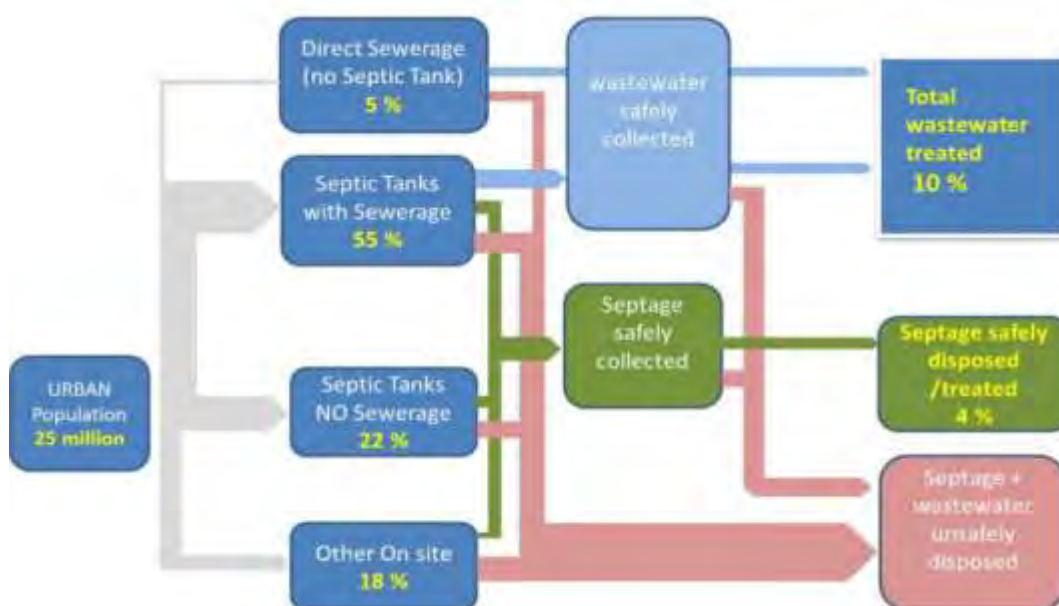 Direct Sewerage
(no Septic Tank)
5 %
wastewater
safely
collected
Total
wastewater
treated
10 %
Septic Tanks
with Sewerage
55 %
Septage
safely
collected
Septage safely
disposed
/treated
4 %
URBAN
Population
25 million
Septic Tanks
NO Sewerage
22 %
Septage +
wastewater
unsafely
disposed
Other On site
18 %